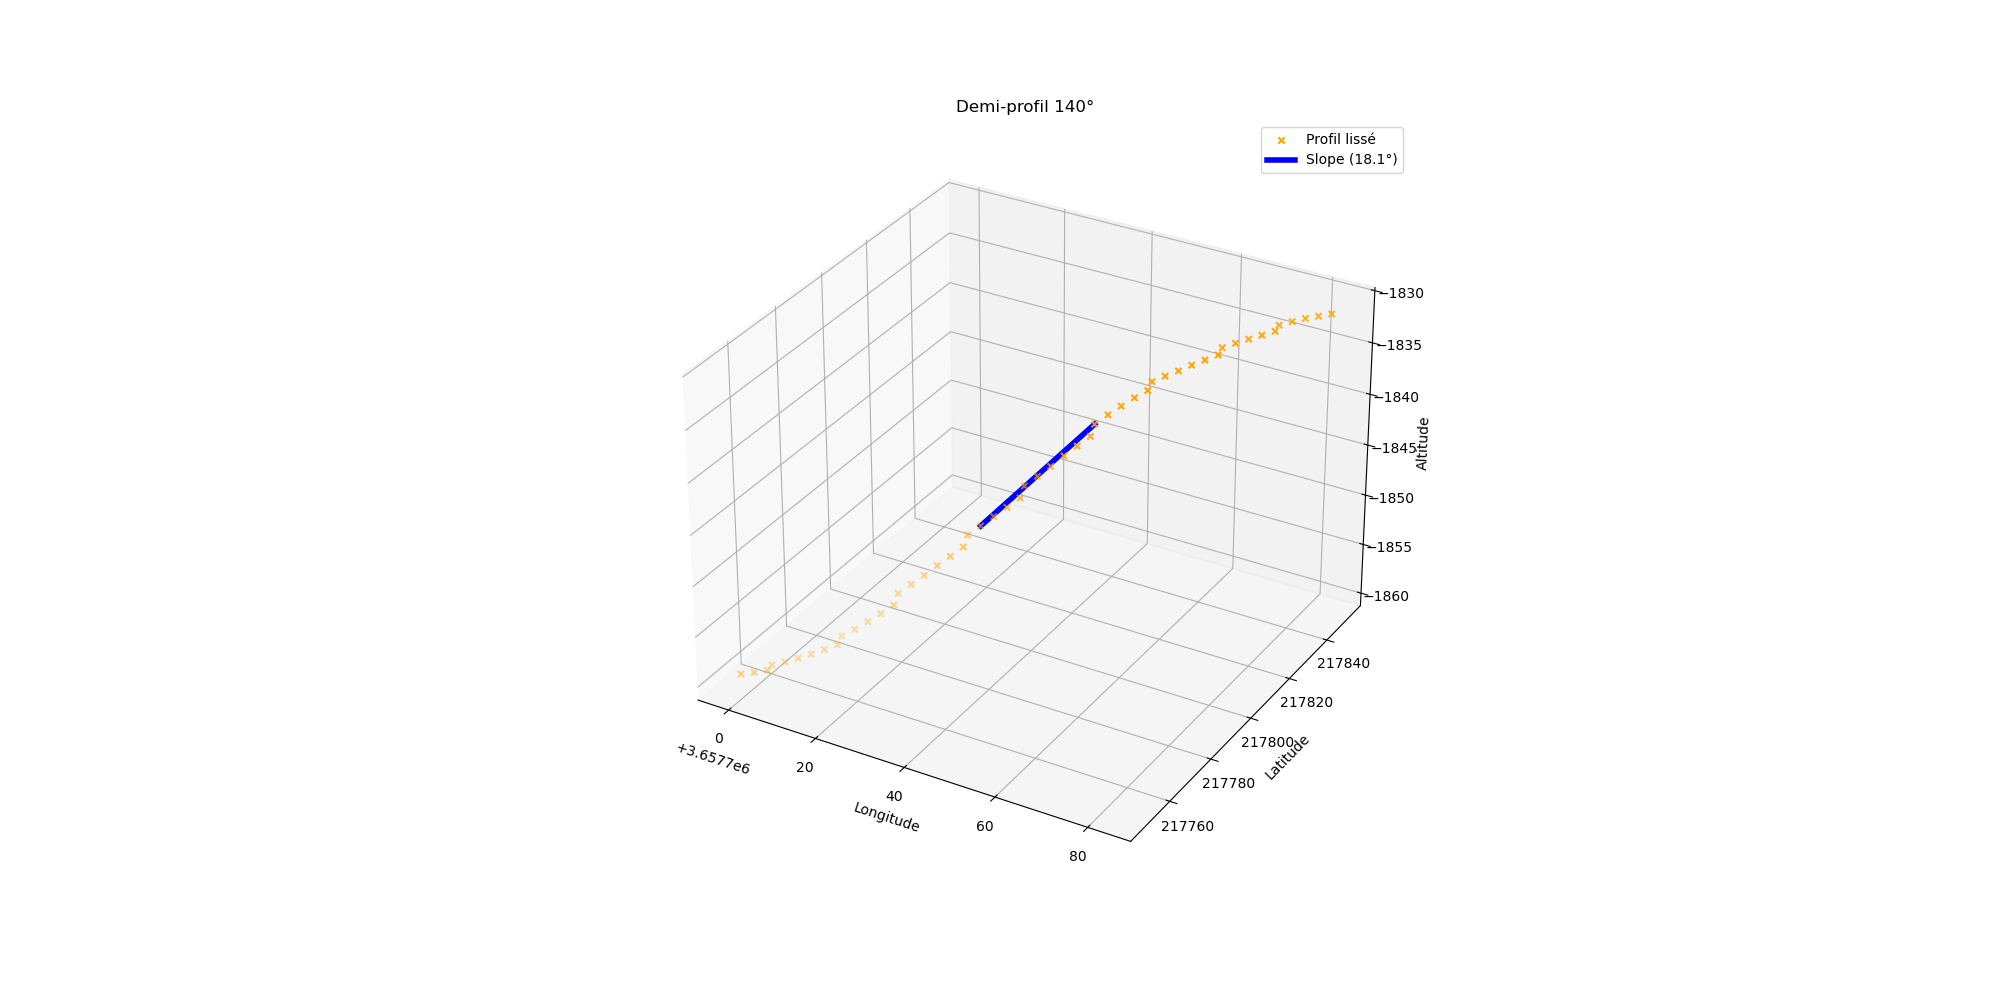 Demi-profil 140°
Profil lissé
Slope (18.1°)
−1830
−1835
−1840
−1845
−1850
−1855
−1860
Altitude
217840
217820
217800
217780
217760
Latitude
0
20
40
60
80
+3.6577e6
Longitude